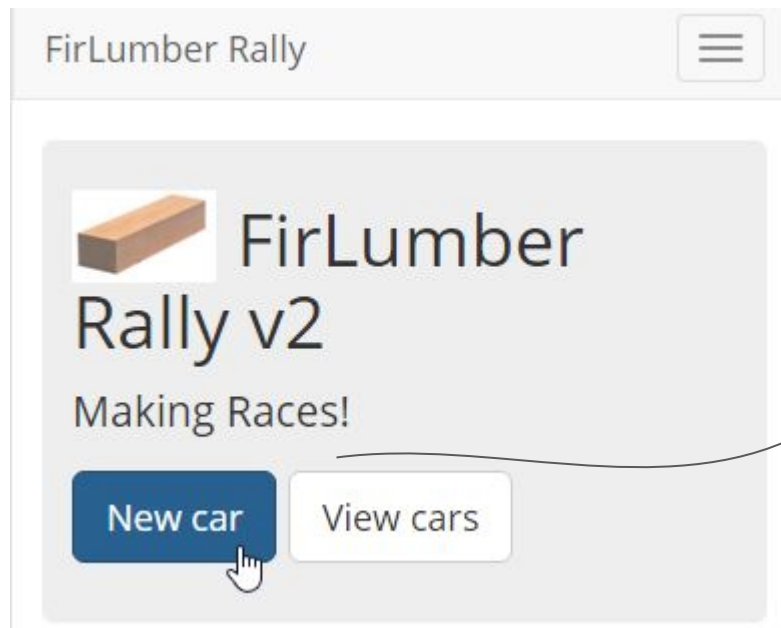 FirLumber Rally
FirLumber
Rally v2
Making Races!
New car View cars